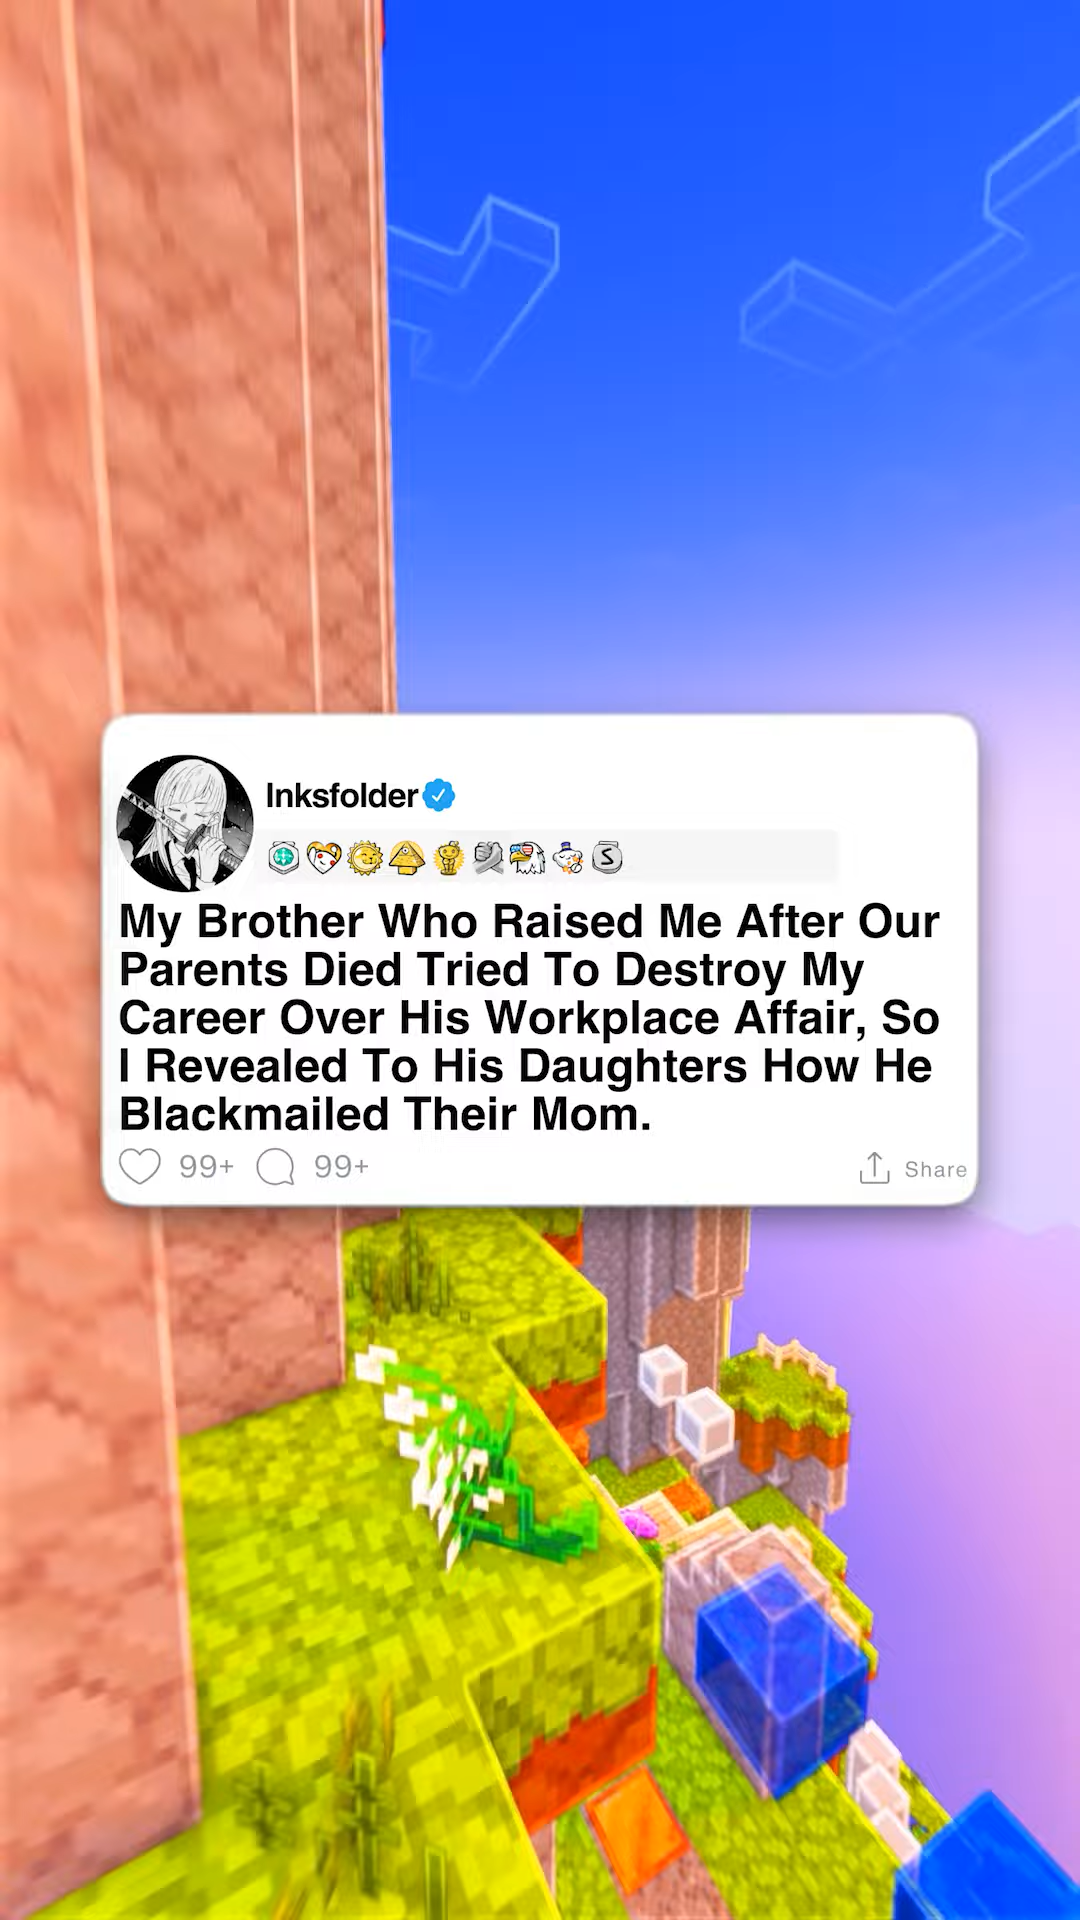 Inksfolder
My Brother Who Raised Me After Our
Parents Died Tried To Destroy My
Career Over His Workplace Affair, So
I Revealed To His Daughters How He
Blackmailed Their Mom.
99+ 99+ Share